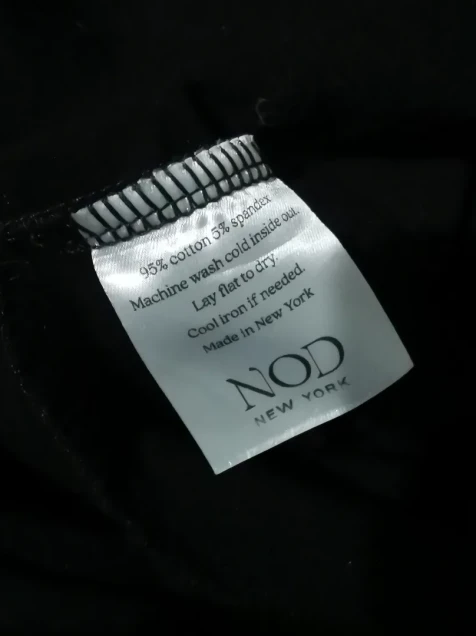 95% cotton 5% spandex
Machine wash cold inside out.
Lay flat to dry.
Cool iron if needed.
Made in New York
NOD
NEW YORK